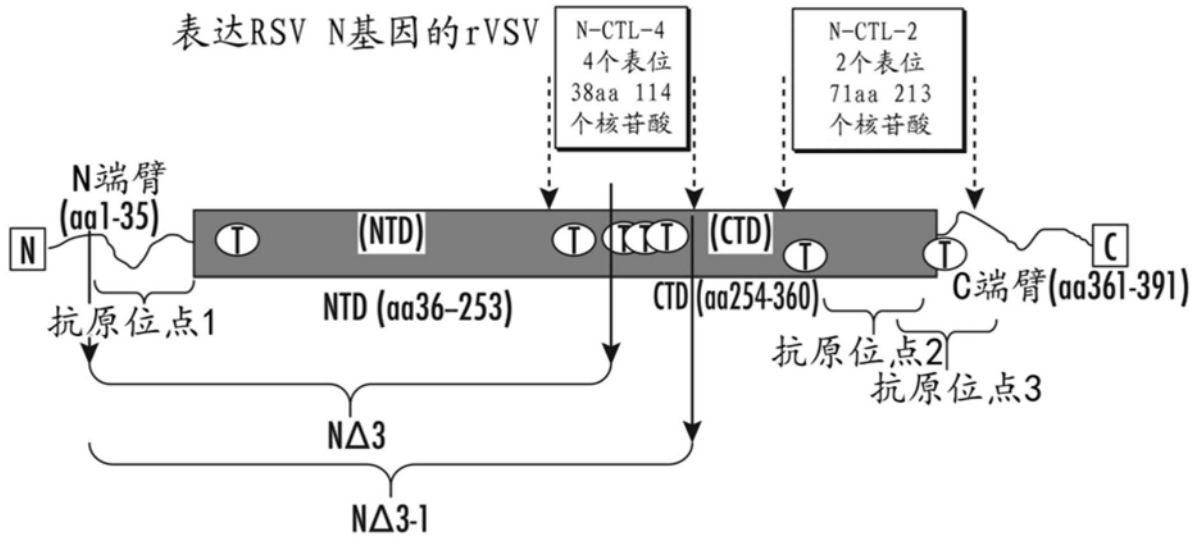 表达RSV N基因的rVSV
N-CTL-4
4个表位
38aa 114
个核苷酸
N-CTL-2
2个表位
71aa 213
个核苷酸
N端臂
(aa1-35)
N
T
(NTD)
T
T
T
T
(CTD)
T
T
C
NTD (aa36–253)
CTD (aa254-360)
C端臂(aa361-391)
抗原位点1
抗原位点2
抗原位点3
NΔ3
NΔ3-1